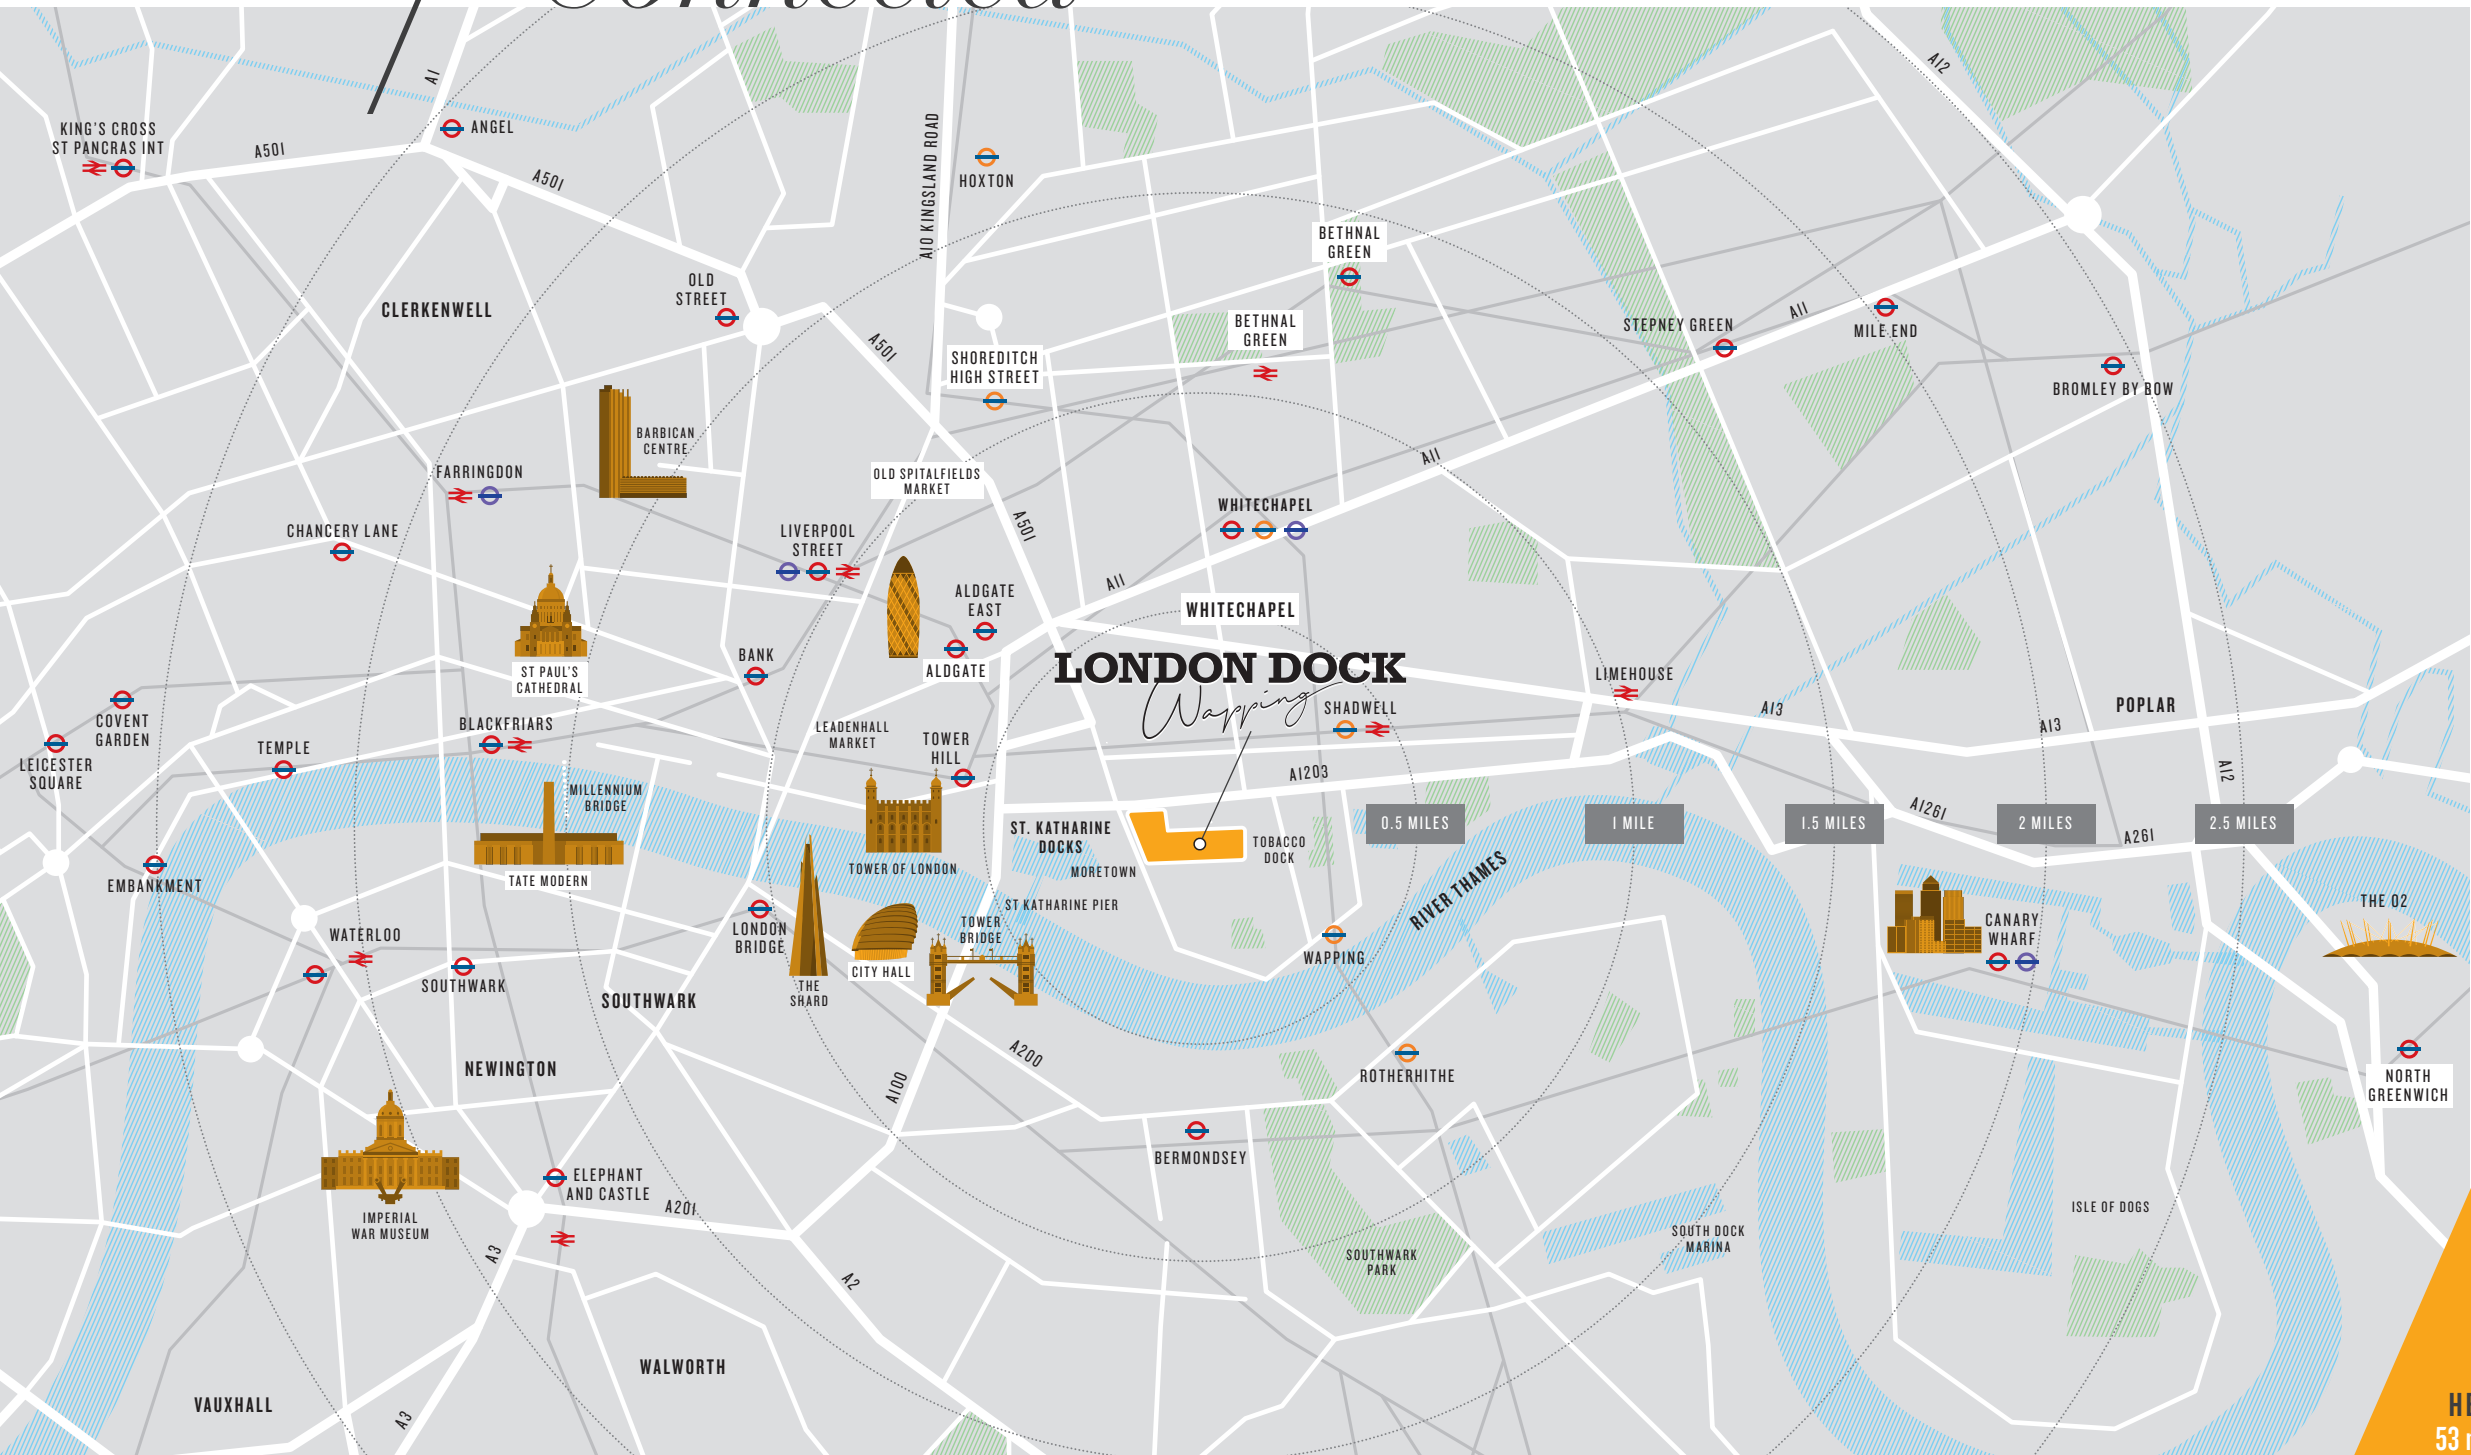 Connected
KING'S CROSS
ST PANCRAS INT
A501
A1
ANGEL
A501
A10 KINGSLAND ROAD
HOXTON
A12
BETHNAL
GREEN
CLERKENWELL
OLD
STREET
A501
SHOREDITCH
HIGH STREET
BETHNAL
GREEN
STEPNEY GREEN
A11
MILE END
BROMLEY BY BOW
BARBICAN
CENTRE
FARRINGDON
OLD SPITALFIELDS
MARKET
A11
CHANCERY LANE
LIVERPOOL
STREET
A501
WHITECHAPEL
ALDGATE
EAST
A11
WHITECHAPEL
ST PAUL'S
CATHEDRAL
BANK
ALDGATE
LONDON DOCK
Wapping
SHADWELL
LIMEHOUSE
A13
A13
POPLAR
COVENT
GARDEN
LEICESTER
SQUARE
TEMPLE
BLACKFRIARS
LEADENHALL
MARKET
TOWER
HILL
A1203
A12
MILLENNIUM
BRIDGE
ST. KATHARINE
DOCKS
TOBACCO
DOCK
0.5 MILES
1 MILE
1.5 MILES
A1261
2 MILES
A261
2.5 MILES
EMBANKMENT
TATE MODERN
TOWER OF LONDON
MORETOWN
RIVER THAMES
ST KATHARINE PIER
WATERLOO
SOUTHWARK
SOUTHWARK
LONDON
BRIDGE
THE
SHARD
CITY HALL
TOWER
BRIDGE
WAPPING
CANARY
WHARF
THE O2
NEWINGTON
A100
A200
ROTHERHITHE
NORTH
GREENWICH
BERMONDSEY
IMPERIAL
WAR MUSEUM
ELEPHANT
AND CASTLE
A201
A3
A2
SOUTHWARK
PARK
SOUTH DOCK
MARINA
ISLE OF DOGS
WALWORTH
VAUXHALL
A3
53